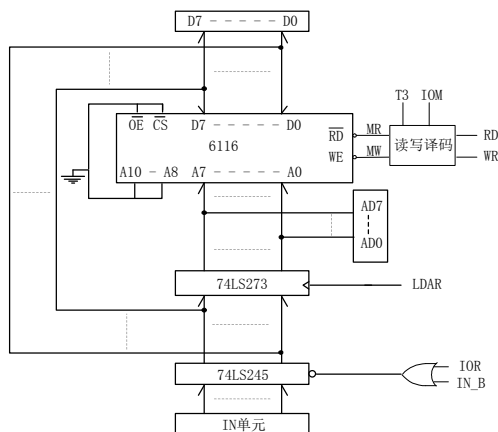 D7 - - - - - D0
T3 IOM
OE CS D7 - - - - - D0
6116
RD MR 读写译码 RD
WE MW WR
A10 - A8 A7 - - - - - A0
AD7
AD0
74LS273 LDAR
74LS245 IOR
IN_B
IN单元